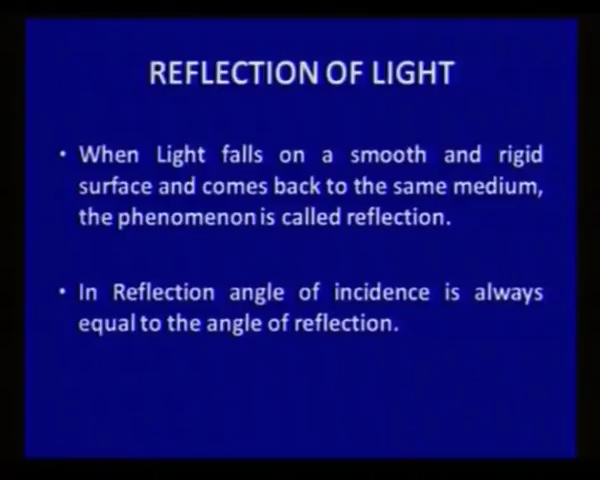 REFLECTION OF LIGHT
• When Light falls on a smooth and rigid
surface and comes back to the same medium,
the phenomenon is called reflection.
• In Reflection angle of incidence is always
equal to the angle of reflection.